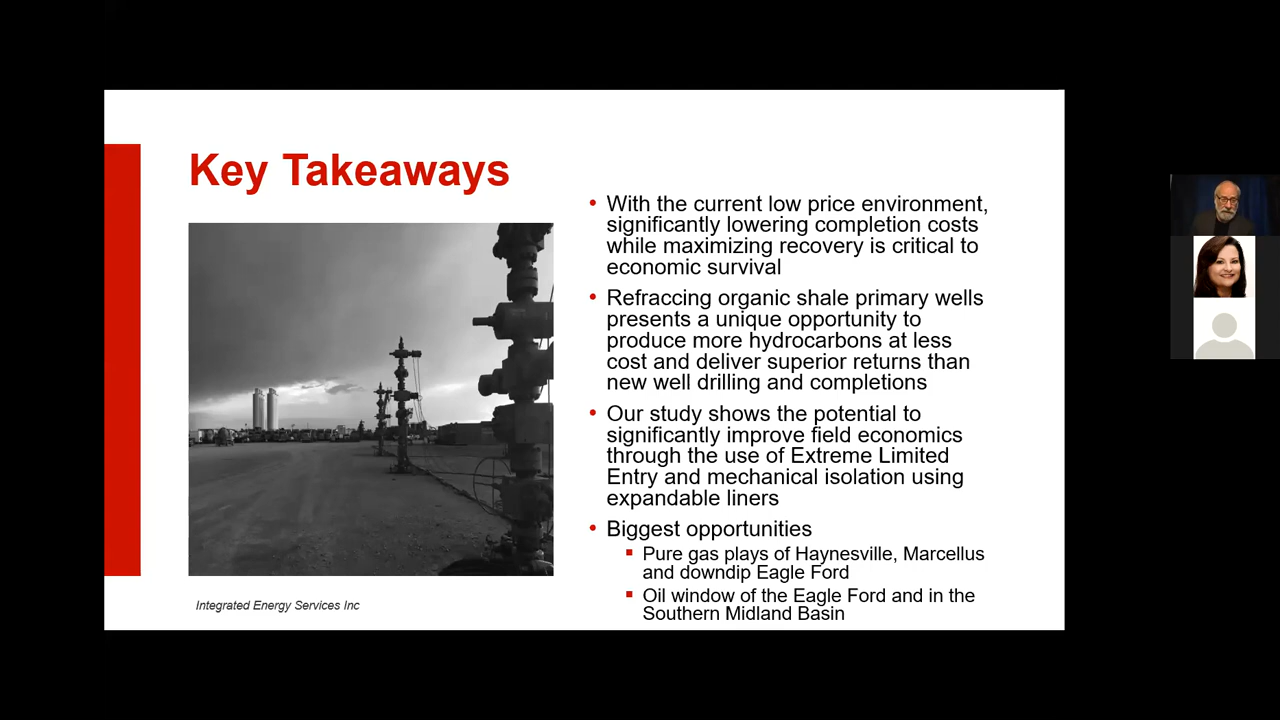 Key Takeaways
• With the current low price environment,
significantly lowering completion costs
while maximizing recovery is critical to
economic survival
• Refraccing organic shale primary wells
presents a unique opportunity to
produce more hydrocarbons at less
cost and deliver superior returns than
new well drilling and completions
• Our study shows the potential to
significantly improve field economics
through the use of Extreme Limited
Entry and mechanical isolation using
expandable liners
• Biggest opportunities
▪ Pure gas plays of Haynesville, Marcellus
and downdip Eagle Ford
▪ Oil window of the Eagle Ford and in the
Southern Midland Basin
Integrated Energy Services Inc